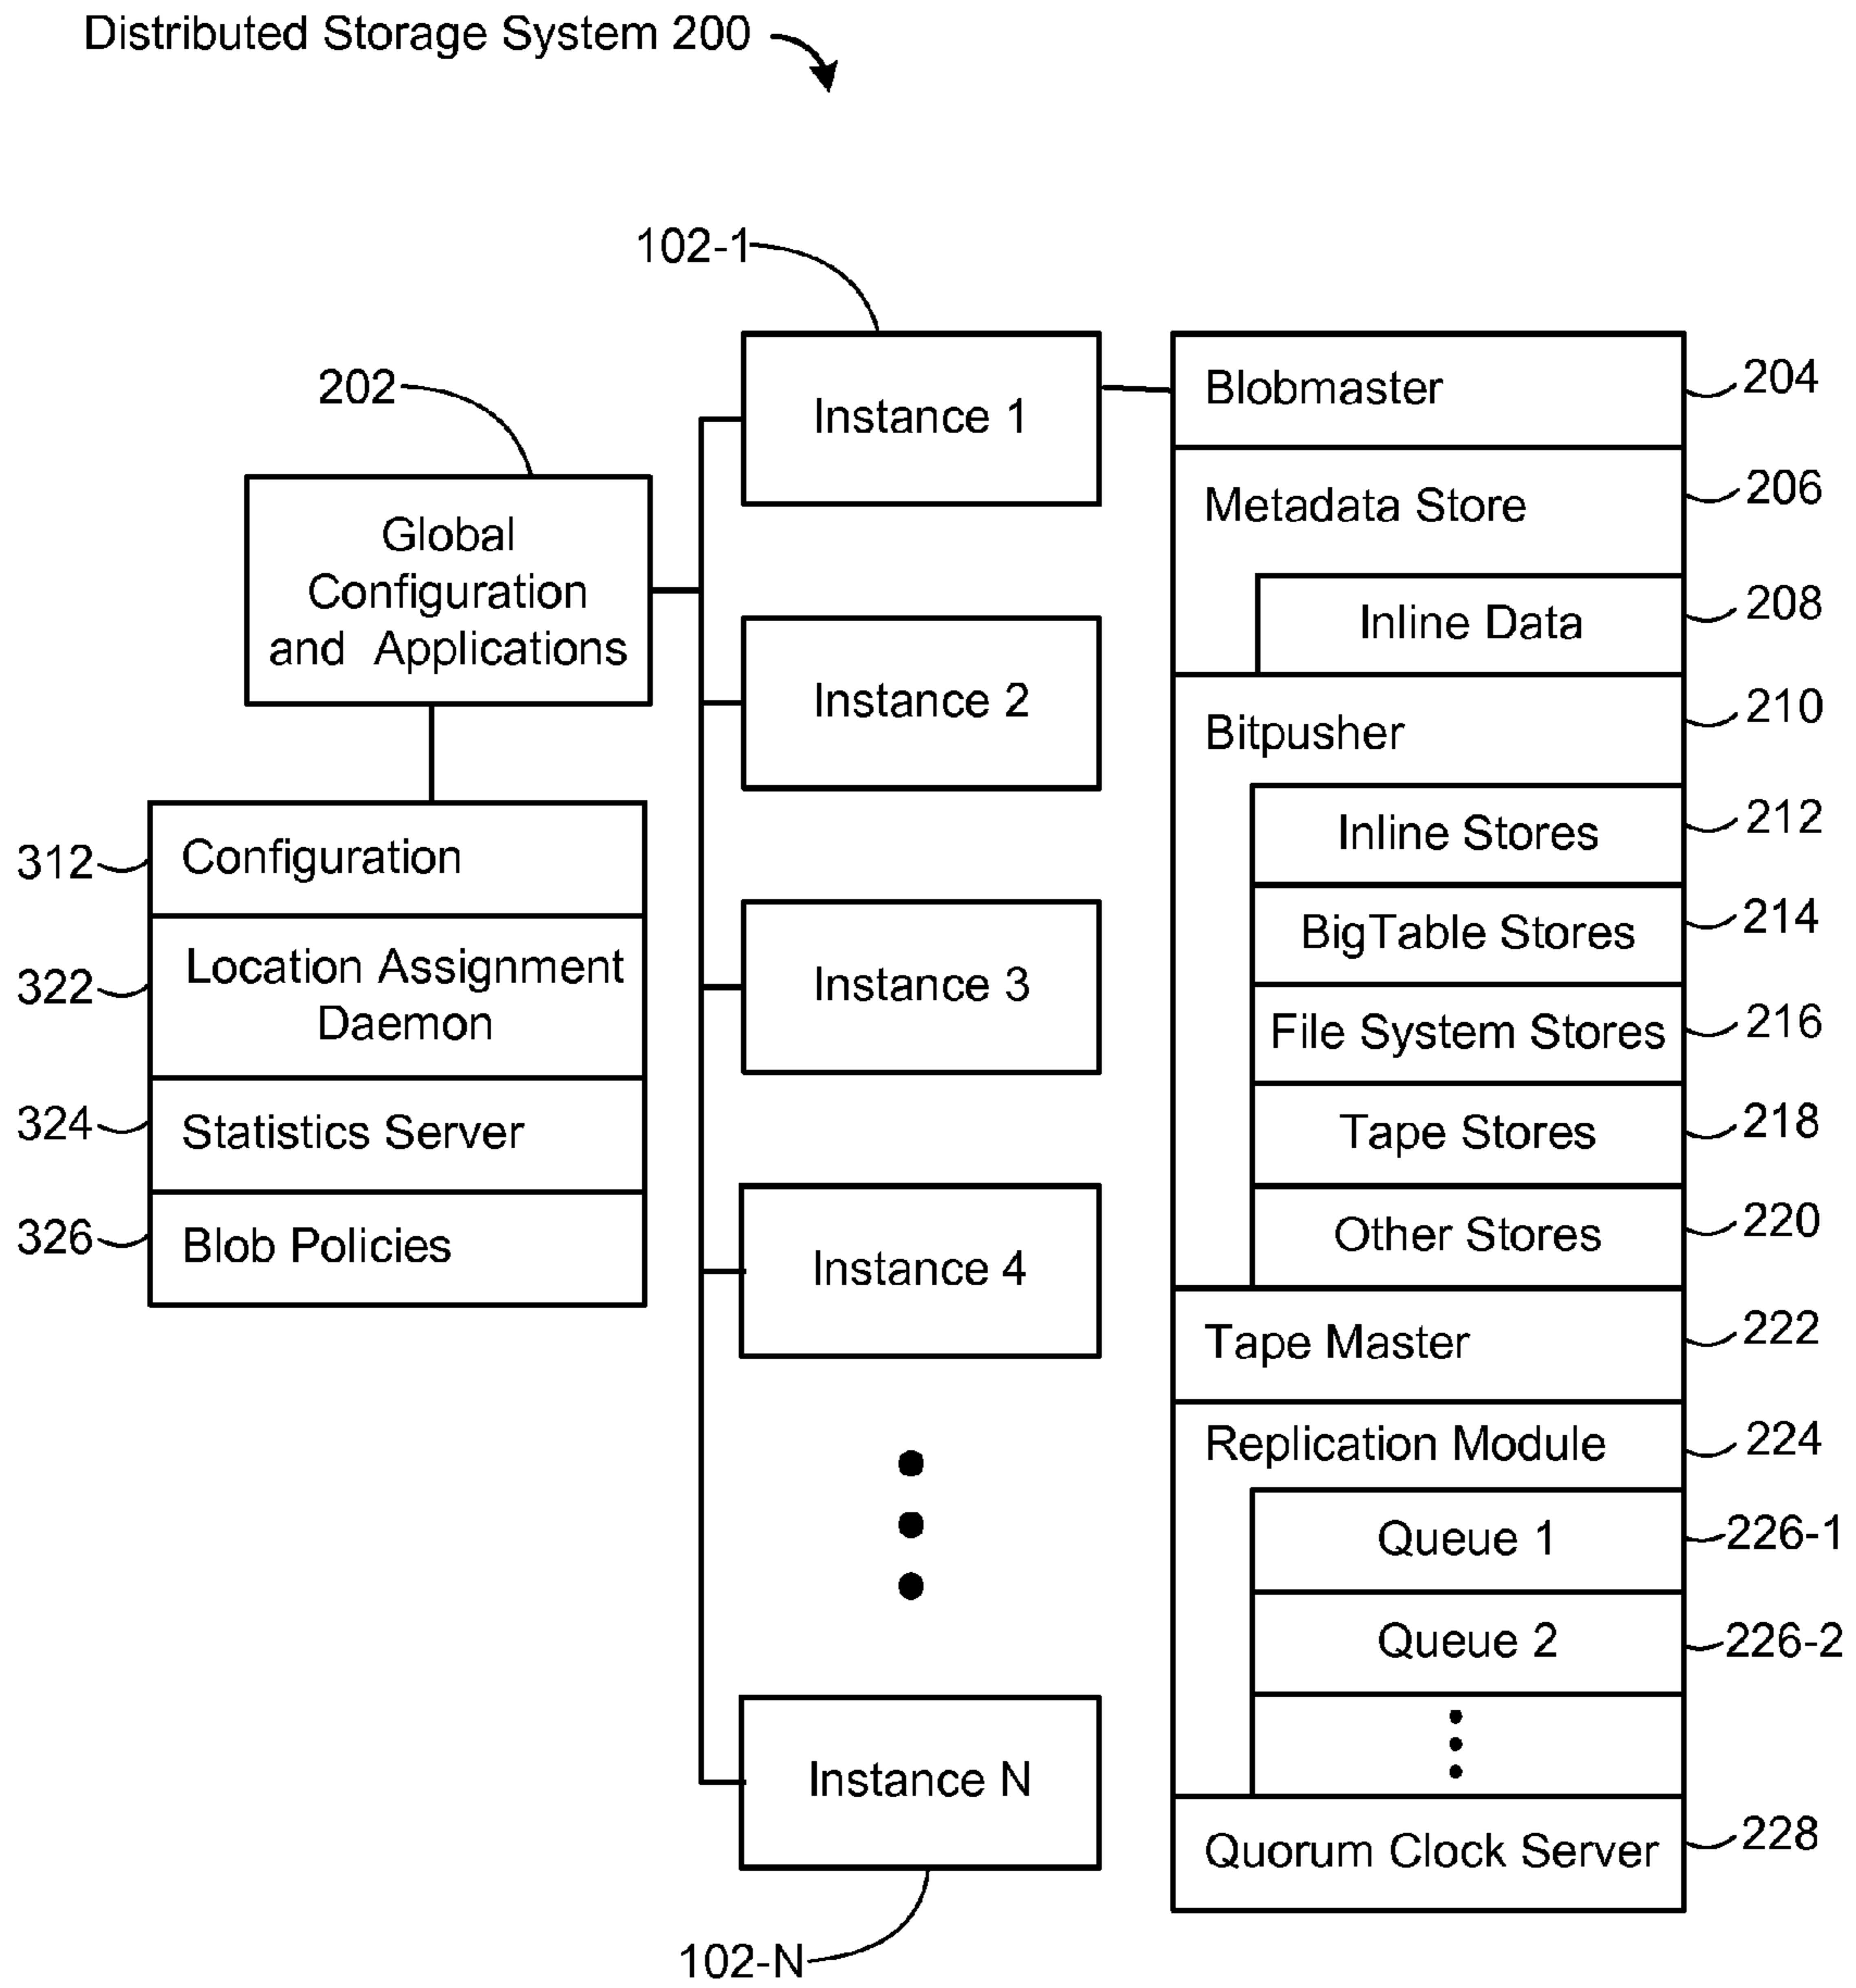 Distributed Storage System 200
102-1
202
Global
Configuration
and Applications
312
Configuration
322
Location Assignment
Daemon
324
Statistics Server
326
Blob Policies
Instance 1
Instance 2
Instance 3
Instance 4
Instance N
102-N
Blobmaster
204
Metadata Store
206
Inline Data
208
Bitpusher
210
Inline Stores
212
BigTable Stores
214
File System Stores
216
Tape Stores
218
Other Stores
220
Tape Master
222
Replication Module
224
Queue 1
226-1
Queue 2
226-2
Quorum Clock Server
228